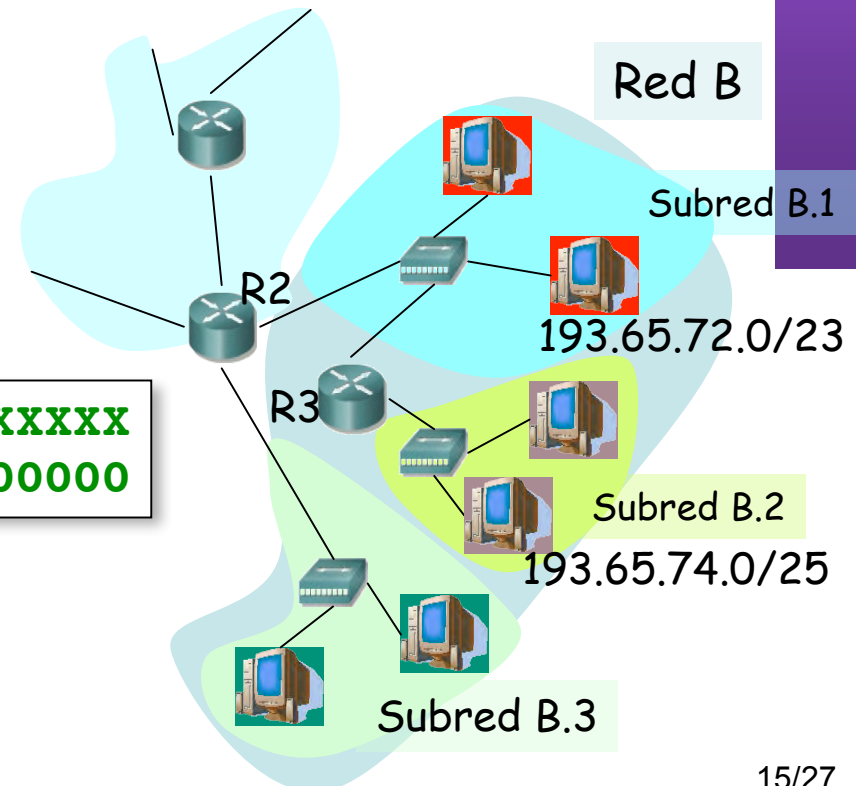 Red B
Subred B.1
R2
193.65.72.0/23
R3
XXXXX
00000
Subred B.2
193.65.74.0/25
Subred B.3
15/27